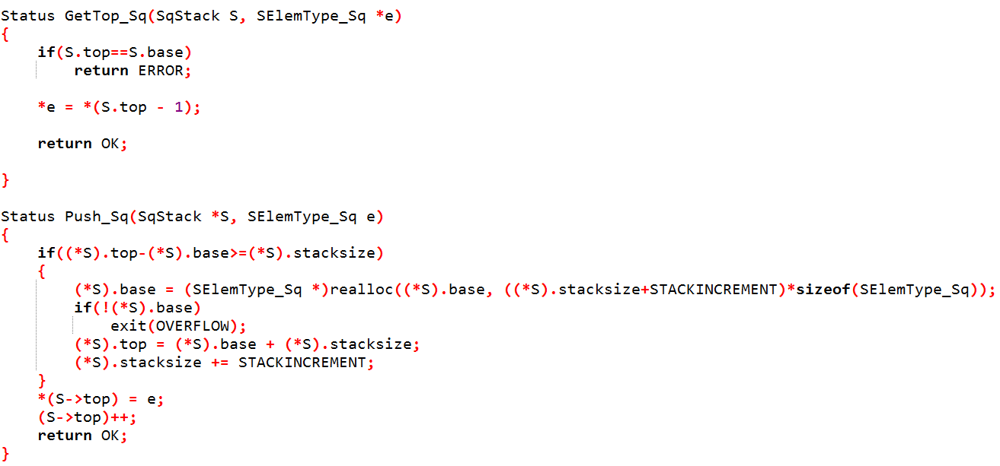 Status GetTop_Sq(SqStack S, SElemType_Sq *e)
{
    if(S.top==S.base)
        return ERROR;
    *e = *(S.top - 1);
    return OK;
}
Status Push_Sq(SqStack *S, SElemType_Sq e)
{
    if((*S).top-(*S).base>=(*S).stacksize)
    {
        (*S).base = (SElemType_Sq *)realloc((*S).base, ((*S).stacksize+STACKINCREMENT)*sizeof(SElemType_Sq));
        if(!(*S).base)
            exit(OVERFLOW);
        (*S).top = (*S).base + (*S).stacksize;
        (*S).stacksize += STACKINCREMENT;
    }
    *(S->top) = e;
    (S->top)++;
    return OK;
}